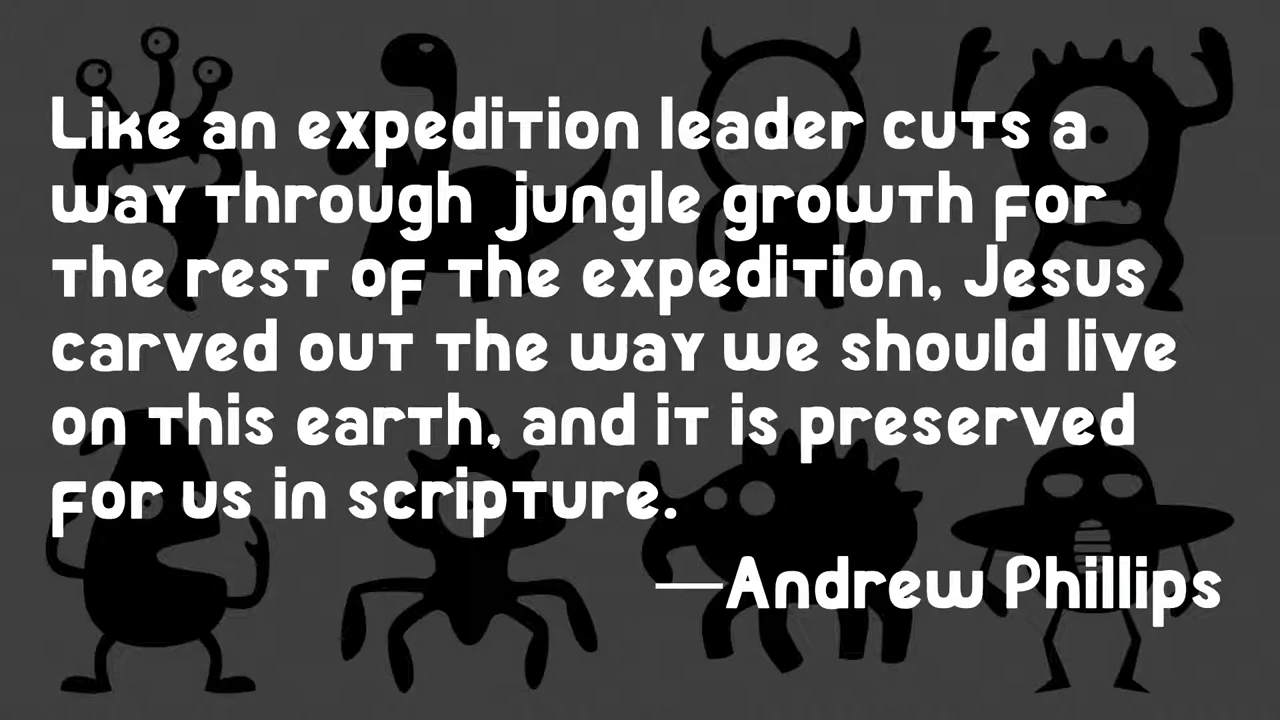 Like an expedition leader cuts a
way through jungle growth for
the rest of the expedition, Jesus
carved out the way we should live
on this earth, and it is preserved
for us in scripture.
—Andrew Phillips